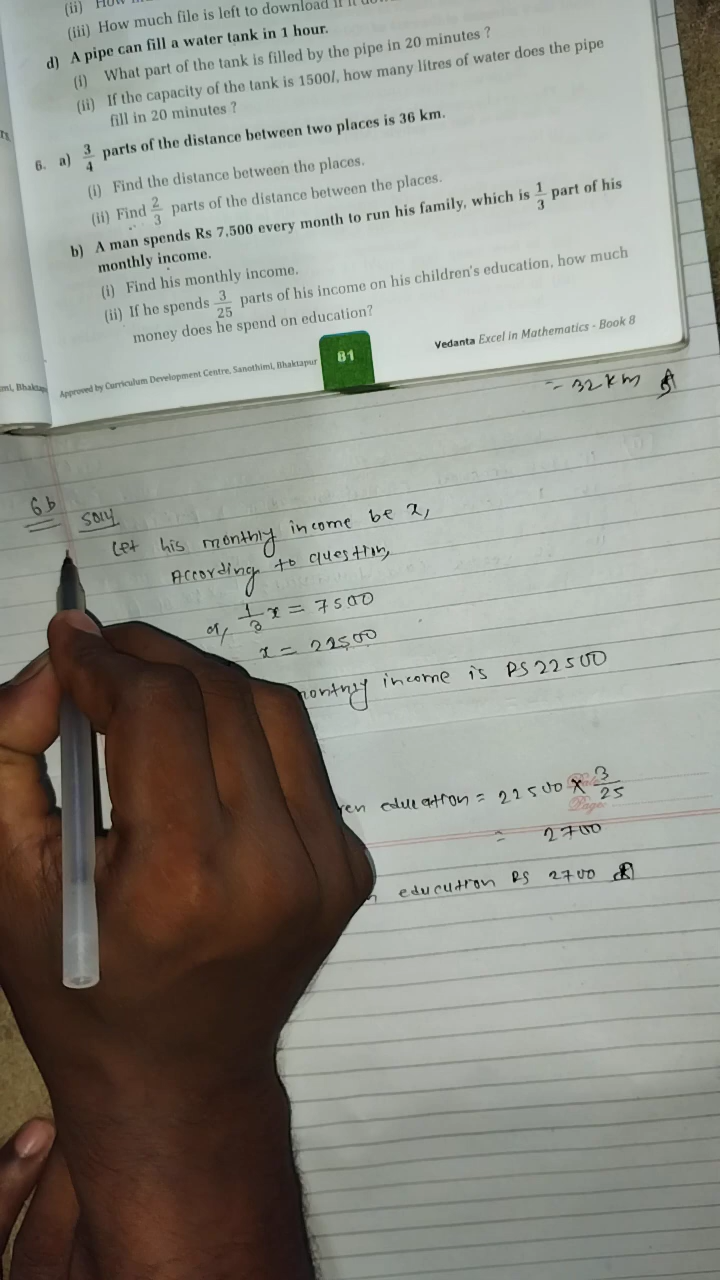 (ii)
(iii) How much file is left to download if it
d) A pipe can fill a water tank in 1 hour.
(i) What part of the tank is filled by the pipe in 20 minutes ?
(ii) If the capacity of the tank is 1500l, how many litres of water does the pipe
fill in 20 minutes ?
6. a) 3/4 parts of the distance between two places is 36 km.
(i) Find the distance between the places.
(ii) Find 2/3 parts of the distance between the places.
b) A man spends Rs 7,500 every month to run his family, which is 1/3 part of his
monthly income.
(i) Find his monthly income.
(ii) If he spends 3/25 parts of his income on his children's education, how much
money does he spend on education?
Approved by Curriculum Development Centre, Sanothimi, Bhaktapur 81 Vedanta Excel in Mathematics - Book 8
= 32 km
6b soly
Let his monthly income be x,
According to question,
or, 1/3 x = 7500
x = 22500
monthly income is RS 22500
ren education = 22500 x 3/25
= 2700
n education RS 2700